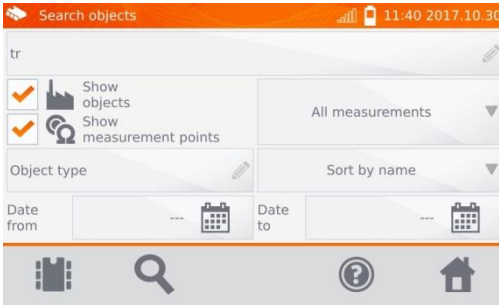 Search objects 11:40 2017.10.30
tr
Show
objects
Show
measurement points
All measurements
Object type
Sort by name
Date
from
---
Date
to
---